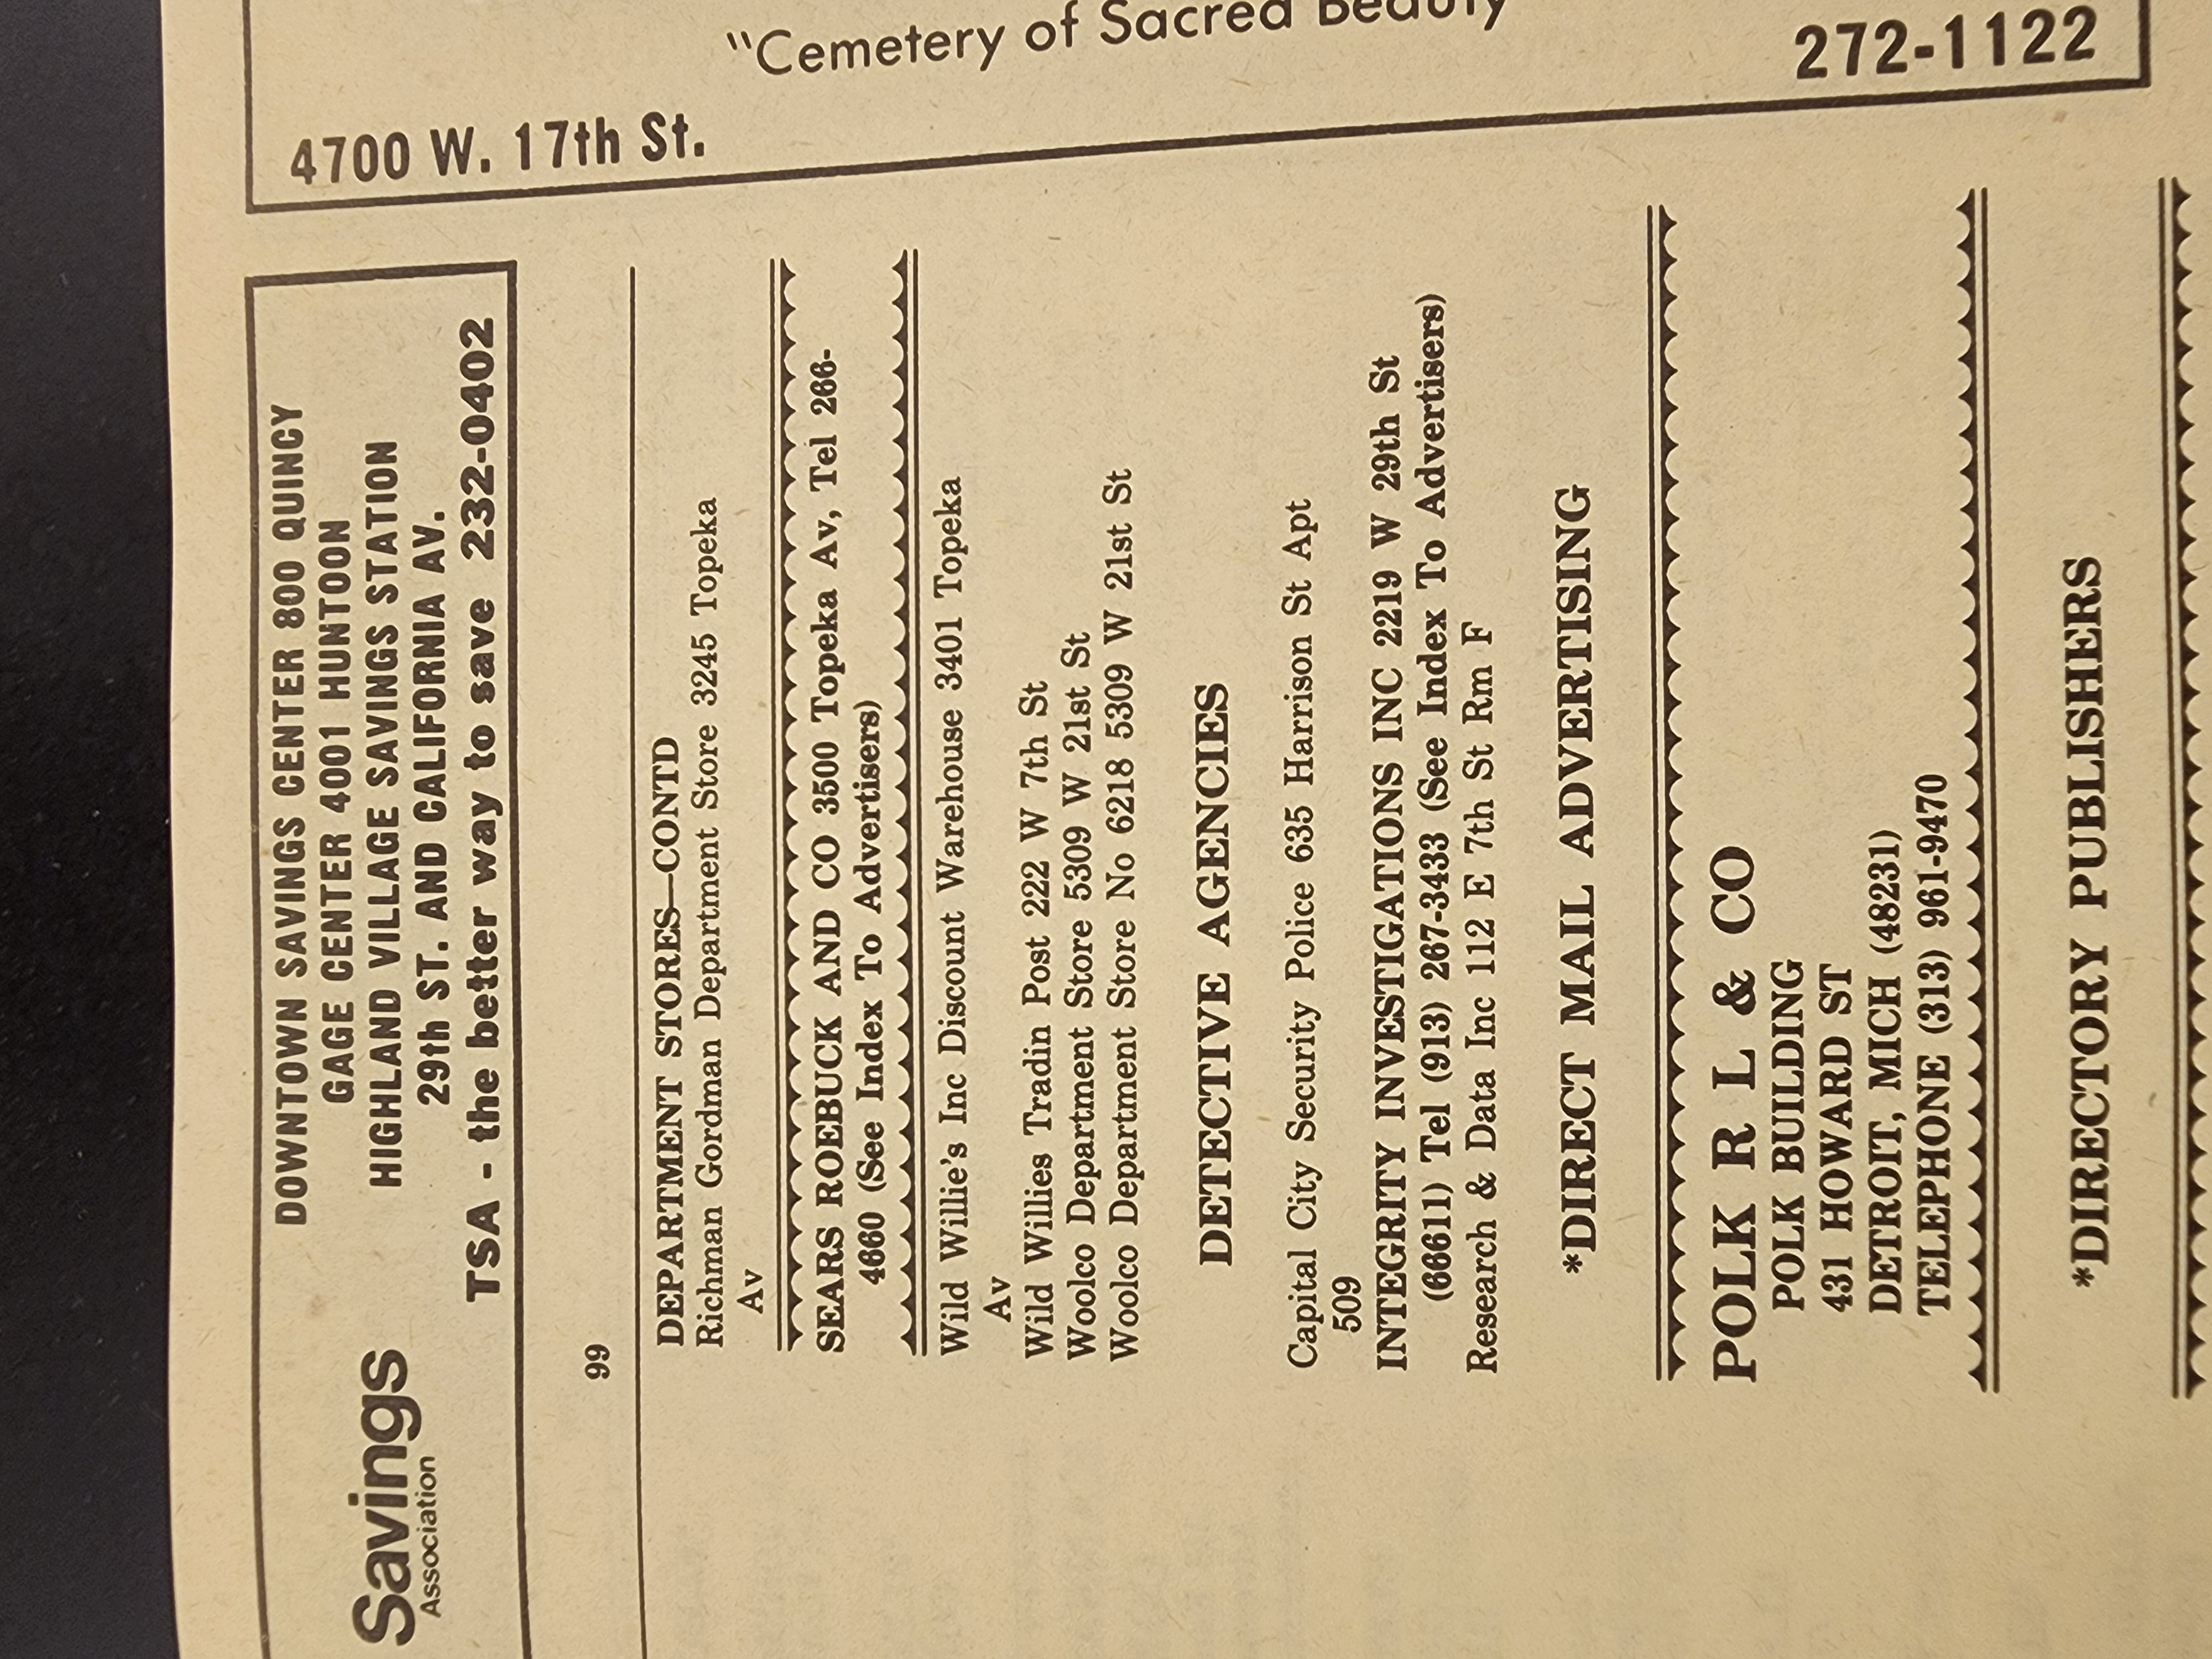 "Cemetery of Sacred Beauty
4700 W. 17th St.
272-1122
Savings
Association
DOWNTOWN SAVINGS CENTER 800 QUINCY
GAGE CENTER 4001 HUNTOON
HIGHLAND VILLAGE SAVINGS STATION
29th ST. AND CALIFORNIA AV.
TSA - the better way to save 232-0402
99
DEPARTMENT STORES—CONTD
Richman Gordman Department Store 3245 Topeka
Av
SEARS ROEBUCK AND CO 3500 Topeka Av, Tel 266-
4660 (See Index To Advertisers)
Wild Willie's Inc Discount Warehouse 3401 Topeka
Av
Wild Willies Tradin Post 222 W 7th St
Woolco Department Store 5309 W 21st St
Woolco Department Store No 6218 5309 W 21st St
DETECTIVE AGENCIES
Capital City Security Police 635 Harrison St Apt
509
INTEGRITY INVESTIGATIONS INC 2219 W 29th St
(66611) Tel (913) 267-3433 (See Index To Advertisers)
Research & Data Inc 112 E 7th St Rm F
*DIRECT MAIL ADVERTISING
POLK R L & CO
POLK BUILDING
431 HOWARD ST
DETROIT, MICH (48231)
TELEPHONE (313) 961-9470
*DIRECTORY PUBLISHERS